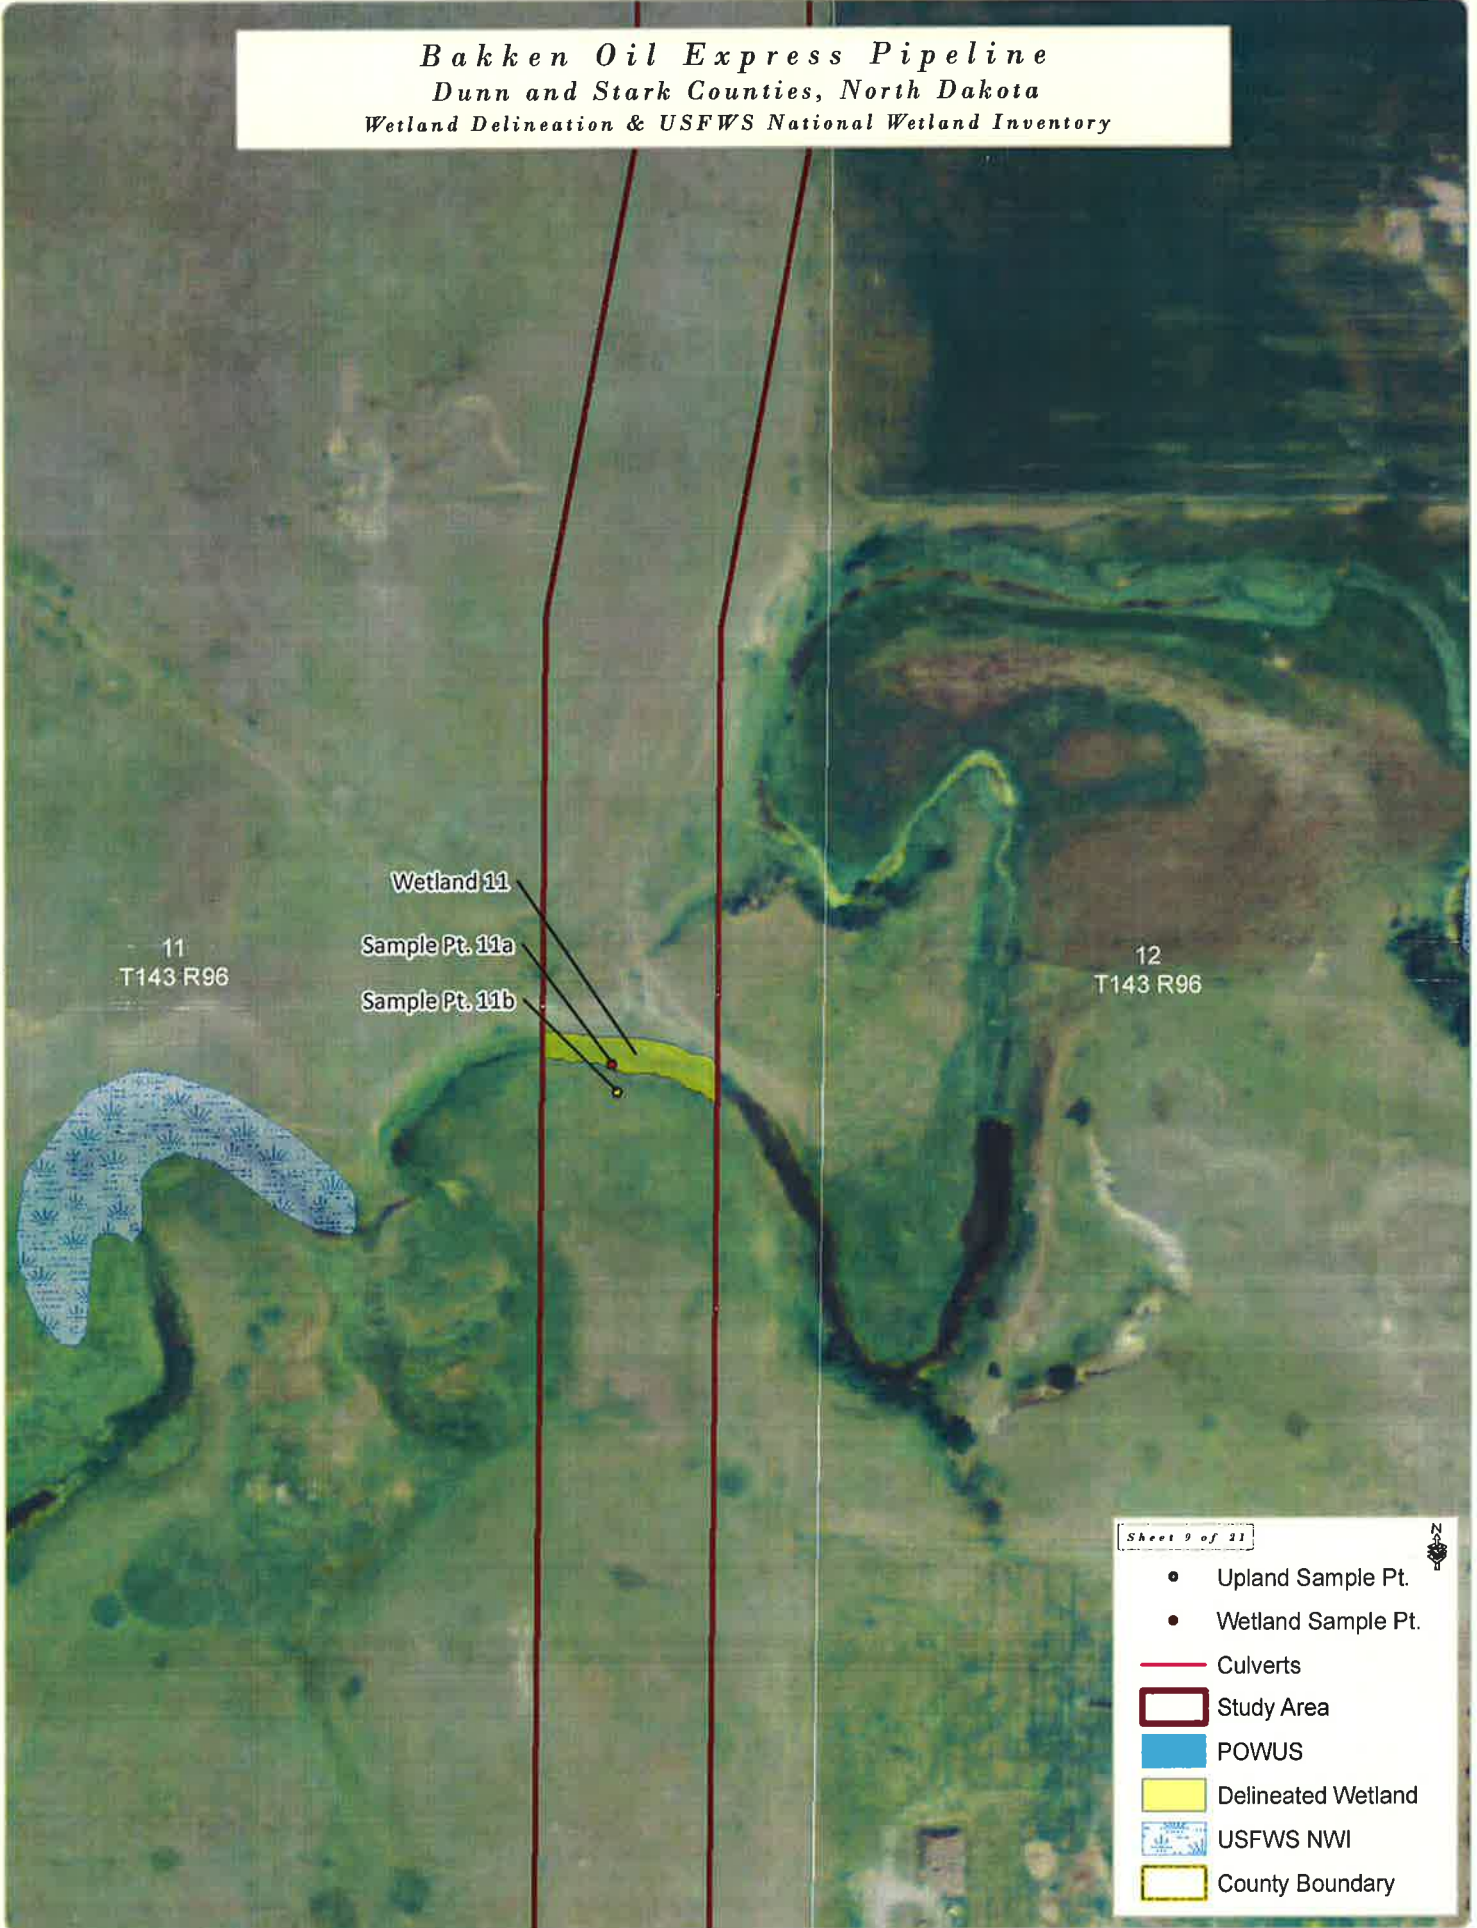 Bakken Oil Express Pipeline
Dunn and Stark Counties, North Dakota
Wetland Delineation & USFWS National Wetland Inventory
Wetland 11
Sample Pt. 11a
Sample Pt. 11b
11
T143 R96
12
T143 R96
Sheet 9 of 21
N
Upland Sample Pt.
Wetland Sample Pt.
Culverts
Study Area
POWUS
Delineated Wetland
USFWS NWI
County Boundary